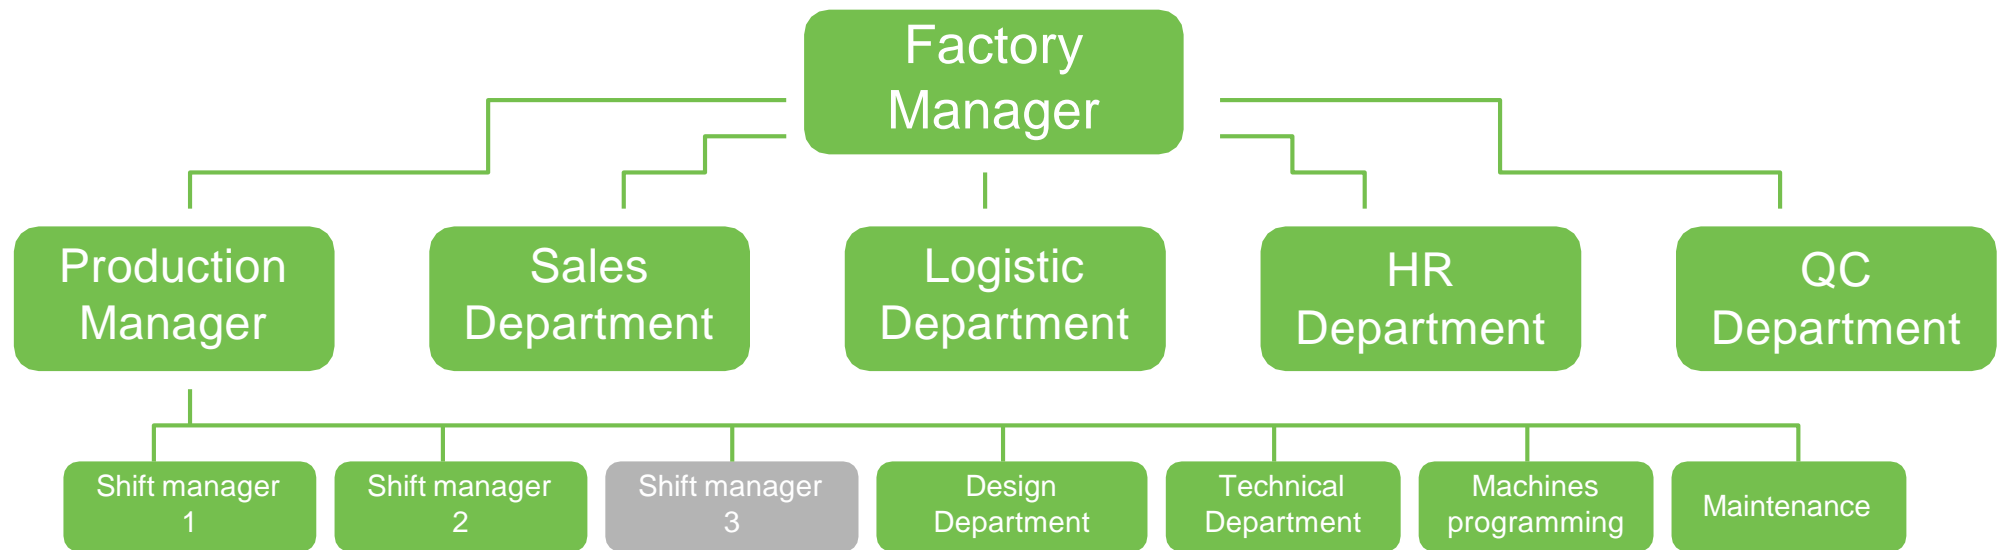 Factory
Manager
Production
Manager
Sales
Department
Logistic
Department
HR
Department
QC
Department
Shift manager
1
Shift manager
2
Shift manager
3
Design
Department
Technical
Department
Machines
programming
Maintenance